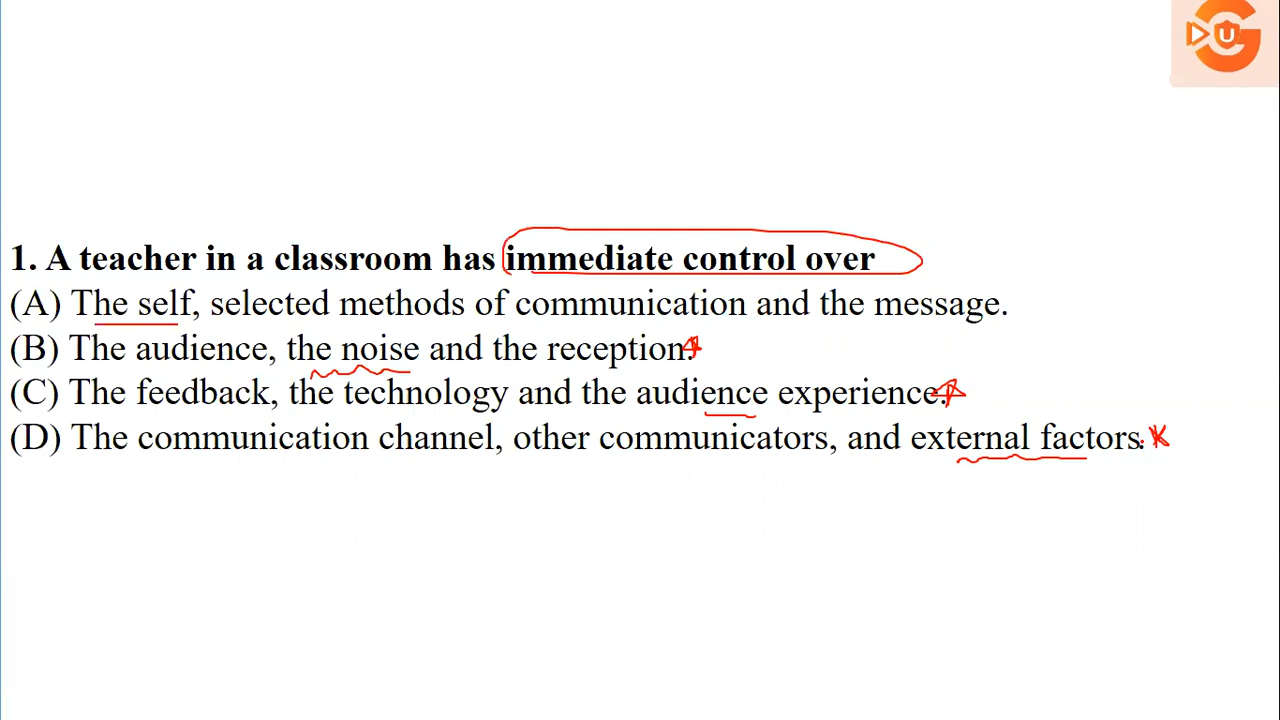 U
1. A teacher in a classroom has immediate control over
(A) The self, selected methods of communication and the message.
(B) The audience, the noise and the reception.
(C) The feedback, the technology and the audience experience.
(D) The communication channel, other communicators, and external factors.